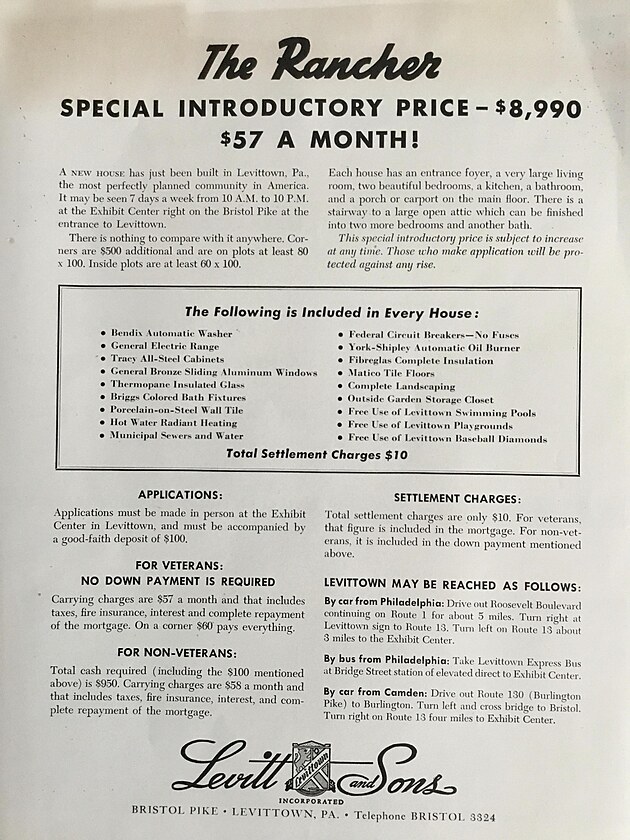 The Rancher
SPECIAL INTRODUCTORY PRICE – $8,990
$57 A MONTH!
A NEW HOUSE has just been built in Levittown, Pa.,
the most perfectly planned community in America.
It may be seen 7 days a week from 10 A.M. to 10 P.M.
at the Exhibit Center right on the Bristol Pike at the
entrance to Levittown.
There is nothing to compare with it anywhere. Cor-
ners are $500 additional and are on plots at least 80
x 100. Inside plots are at least 60 x 100.
Each house has an entrance foyer, a very large living
room, two beautiful bedrooms, a kitchen, a bathroom,
and a porch or carport on the main floor. There is a
stairway to a large open attic which can be finished
into two more bedrooms and another bath.
This special introductory price is subject to increase
at any time. Those who make application will be pro-
tected against any rise.
The Following is Included in Every House:
• Bendix Automatic Washer
• General Electric Range
• Tracy All-Steel Cabinets
• General Bronze Sliding Aluminum Windows
• Thermopane Insulated Glass
• Briggs Colored Bath Fixtures
• Porcelain-on-Steel Wall Tile
• Hot Water Radiant Heating
• Municipal Sewers and Water
• Federal Circuit Breakers—No Fuses
• York-Shipley Automatic Oil Burner
• Fibreglas Complete Insulation
• Matico Tile Floors
• Complete Landscaping
• Outside Garden Storage Closet
• Free Use of Levittown Swimming Pools
• Free Use of Levittown Playgrounds
• Free Use of Levittown Baseball Diamonds
Total Settlement Charges $10
APPLICATIONS:
Applications must be made in person at the Exhibit
Center in Levittown, and must be accompanied by
a good-faith deposit of $100.
FOR VETERANS:
NO DOWN PAYMENT IS REQUIRED
Carrying charges are $57 a month and that includes
taxes, fire insurance, interest and complete repayment
of the mortgage. On a corner $60 pays everything.
FOR NON-VETERANS:
Total cash required (including the $100 mentioned
above) is $950. Carrying charges are $58 a month and
that includes taxes, fire insurance, interest, and com-
plete repayment of the mortgage.
SETTLEMENT CHARGES:
Total settlement charges are only $10. For veterans,
that figure is included in the mortgage. For non-vet-
erans, it is included in the down payment mentioned
above.
LEVITTOWN MAY BE REACHED AS FOLLOWS:
By car from Philadelphia: Drive out Roosevelt Boulevard
continuing on Route 1 for about 5 miles. Turn right at
Levittown sign to Route 13. Turn left on Route 13 about
3 miles to the Exhibit Center.
By bus from Philadelphia: Take Levittown Express Bus
at Bridge Street station of elevated direct to Exhibit Center.
By car from Camden: Drive out Route 130 (Burlington
Pike) to Burlington. Turn left and cross bridge to Bristol.
Turn right on Route 13 four miles to Exhibit Center.
Levitt Levittown and Sons
INCORPORATED
BRISTOL PIKE • LEVITTOWN, PA. • Telephone BRISTOL 8324